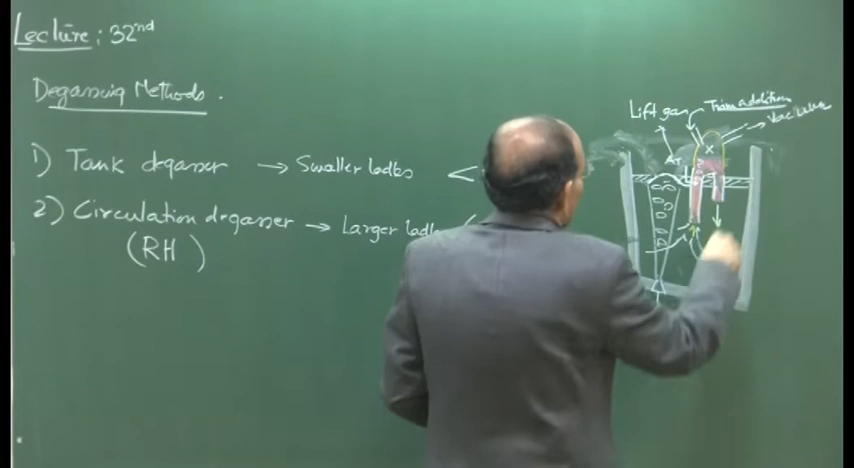 Lecture: 32nd
Degassing Methods.
1) Tank degasser → Smaller ladles <
2) Circulation degasser → Larger ladle
(RH)
Lift gas
Trim additions
→ Vacuum
Ar
X